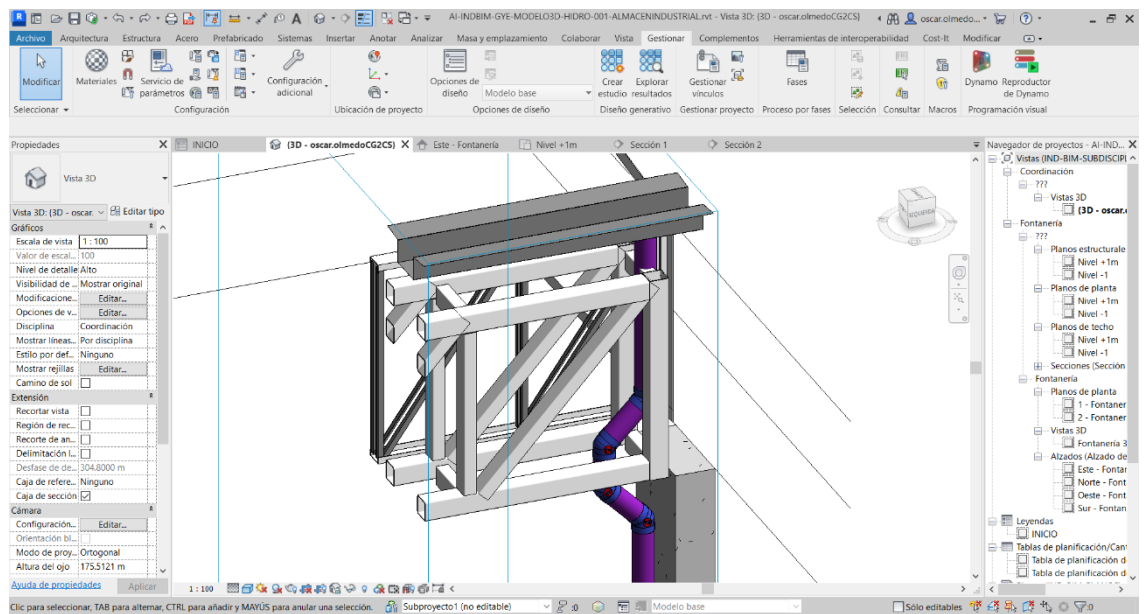 AI-INDBIM-GYE-MODELO3D-HIDRO-001-ALMACENINDUSTRIAL.rvt - Vista 3D: {3D - oscar.olmedoCG2CS}
oscar.olmedo...
Archivo Arquitectura Estructura Acero Prefabricado Sistemas Insertar Anotar Analizar Masa y emplazamiento Colaborar Vista Gestionar Complementos Herramientas de interoperabilidad Cost-It Modificar
Modificar
Materiales
Servicio de parámetros
Configuración adicional
Opciones de diseño
Modelo base
Crear estudio
Explorar resultados
Gestionar vínculos
Fases
Dynamo
Reproductor de Dynamo
Seleccionar
Configuración
Ubicación de proyecto
Opciones de diseño
Diseño generativo
Gestionar proyecto
Proceso por fases
Selección
Consultar
Macros
Programación visual
Propiedades
INICIO
{3D - oscar.olmedoCG2CS}
Este - Fontanería
Nivel +1m
Sección 1
Sección 2
Navegador de proyectos - AI-IND...
Vista 3D
Vista 3D: {3D - oscar.
Editar tipo
Gráficos
Escala de vista 1 : 100
Valor de escal... 100
Nivel de detalle Alto
Visibilidad de ... Mostrar original
Modificacione... Editar...
Opciones de v... Editar...
Disciplina Coordinación
Mostrar líneas... Por disciplina
Estilo por def... Ninguno
Mostrar rejillas Editar...
Camino de sol
Extensión
Recortar vista
Región de rec...
Recorte de an...
Delimitación l...
Desfase de de... 304.8000 m
Caja de refere... Ninguno
Caja de sección
Cámara
Configuración... Editar...
Orientación bl...
Modo de proy... Ortogonal
Altura del ojo 175.5121 m
Ayuda de propiedades
Aplicar
IZQUIERDA
Vistas (IND-BIM-SUBDISCIPL
Coordinación
???
Vistas 3D
{3D - oscar.o
Fontanería
???
Planos estructurale
Nivel +1m
Nivel -1
Planos de planta
Nivel +1m
Nivel -1
Planos de techo
Nivel +1m
Nivel -1
Secciones (Sección
Fontanería
Planos de planta
1 - Fontaner
2 - Fontaner
Vistas 3D
Fontanería 3
Alzados (Alzado de
Este - Fontar
Norte - Font
Oeste - Font
Sur - Fontan
Leyendas
INICIO
Tablas de planificación/Cant
Tabla de planificación d
Tabla de planificación d
1 : 100
Clic para seleccionar, TAB para alternar, CTRL para añadir y MAYÚS para anular una selección.
Subproyecto1 (no editable)
:0
Modelo base
Sólo editables
:0